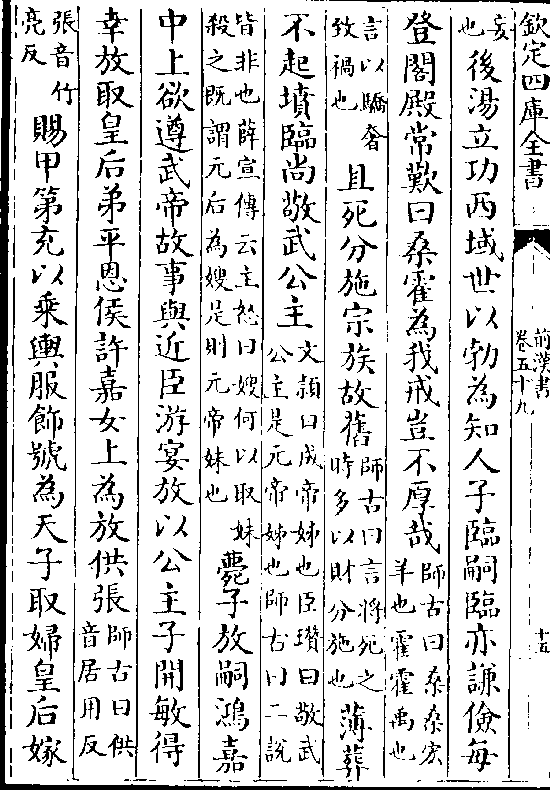 欽定四庫全書
前漢書
卷五十九
十五
妄也後湯立功西域世以勃為知人子臨嗣臨亦謙儉每
登閣殿常歎曰桑霍為我戒豈不厚哉師古曰桑桑宏羊也霍霍禹也
言以驕奢致禍也且死分施宗族故舊師古曰言將死之時多以財分施也薄葬
不起墳臨尚敬武公主文頴曰成帝姊也臣瓚曰敬武公主是元帝姊也師古曰二說
皆非也薛宣傳云主怒曰嫂何以取妹殺之既謂元后為嫂是則元帝妹也薨子放嗣鴻嘉
中上欲遵武帝故事與近臣游宴放以公主子開敏得
幸放取皇后弟平恩侯許嘉女上為放供張師古曰供音居用反
張音竹亮反賜甲第充以乗輿服飾號為天子取婦皇后嫁